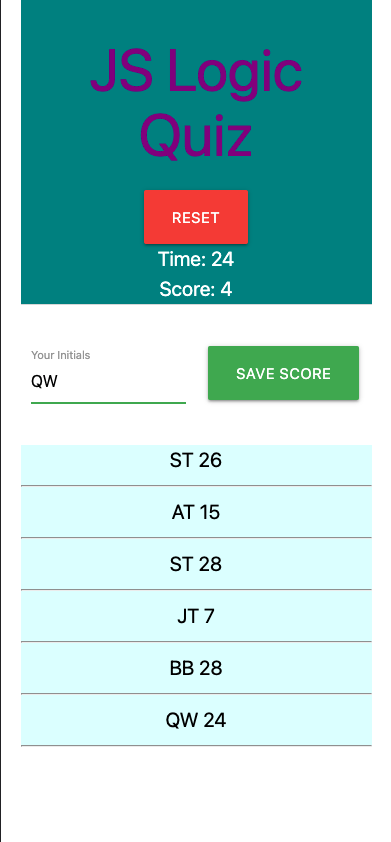 JS Logic
Quiz
RESET
Time: 24
Score: 4
Your Initials
QW
SAVE SCORE
ST 26
AT 15
ST 28
JT 7
BB 28
QW 24